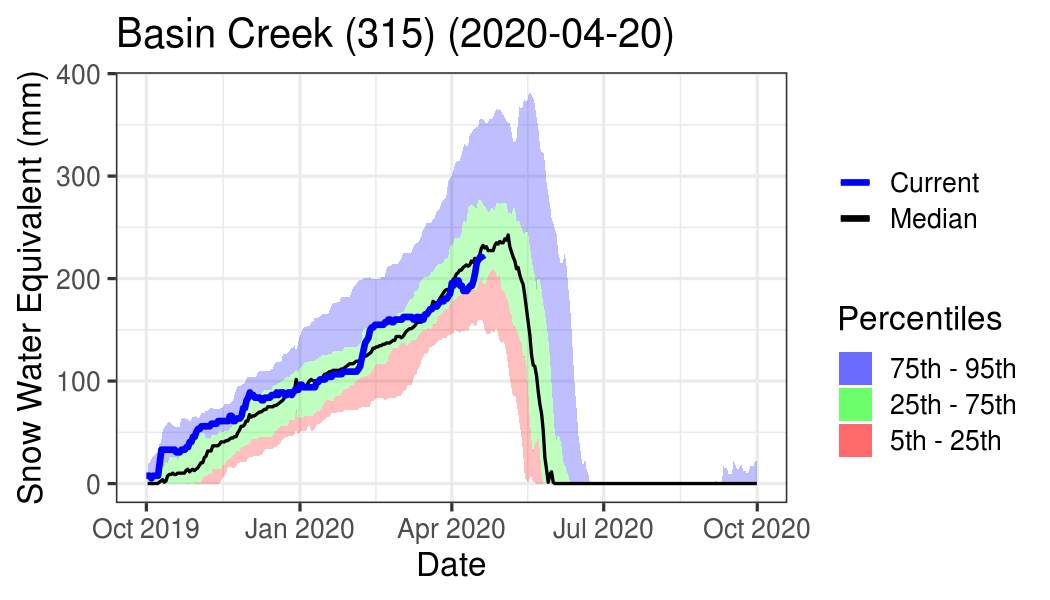 Basin Creek (315) (2020-04-20)
Snow Water Equivalent (mm)
400
300
200
100
0
Oct 2019
Jan 2020
Apr 2020
Jul 2020
Oct 2020
Date
Current
Median
Percentiles
75th - 95th
25th - 75th
5th - 25th